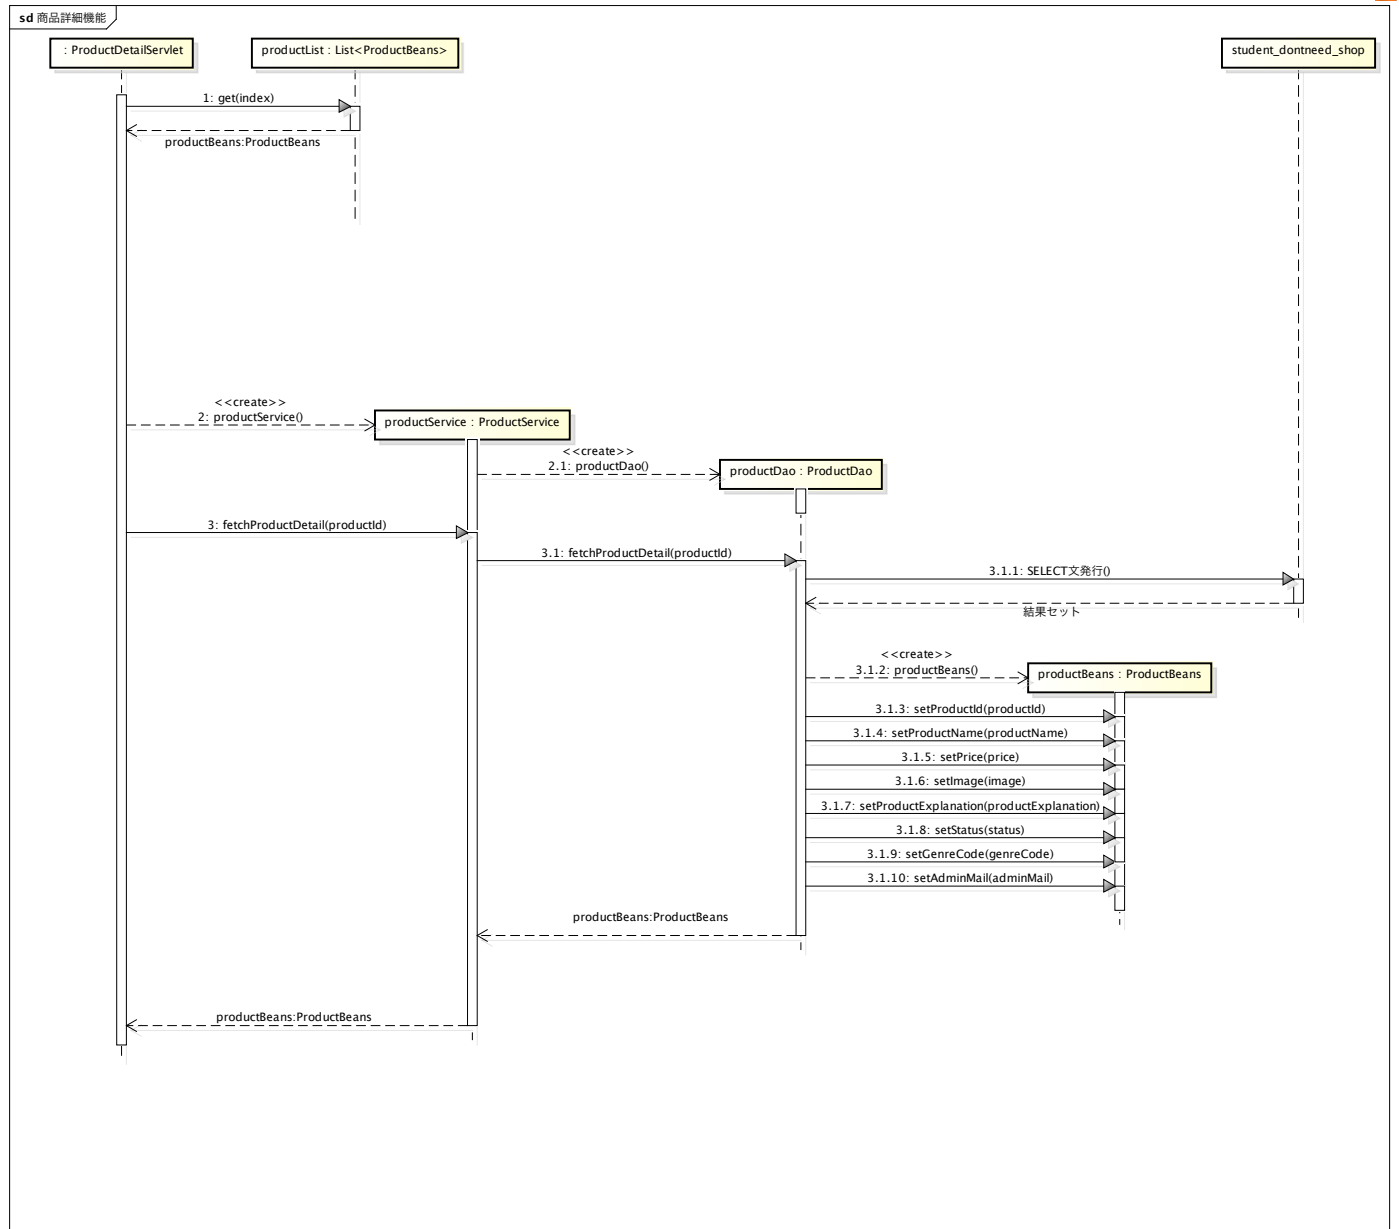 sd 商品詳細機能
: ProductDetailServlet
productList : List<ProductBeans>
student_dontneed_shop
1: get(index)
productBeans:ProductBeans
<<create>>
2: productService()
productService : ProductService
<<create>>
2.1: productDao()
productDao : ProductDao
3: fetchProductDetail(productId)
3.1: fetchProductDetail(productId)
3.1.1: SELECT文発行()
結果セット
<<create>>
3.1.2: productBeans()
productBeans : ProductBeans
3.1.3: setProductId(productId)
3.1.4: setProductName(productName)
3.1.5: setPrice(price)
3.1.6: setImage(image)
3.1.7: setProductExplanation(productExplanation)
3.1.8: setStatus(status)
3.1.9: setGenreCode(genreCode)
3.1.10: setAdminMail(adminMail)
productBeans:ProductBeans
productBeans:ProductBeans